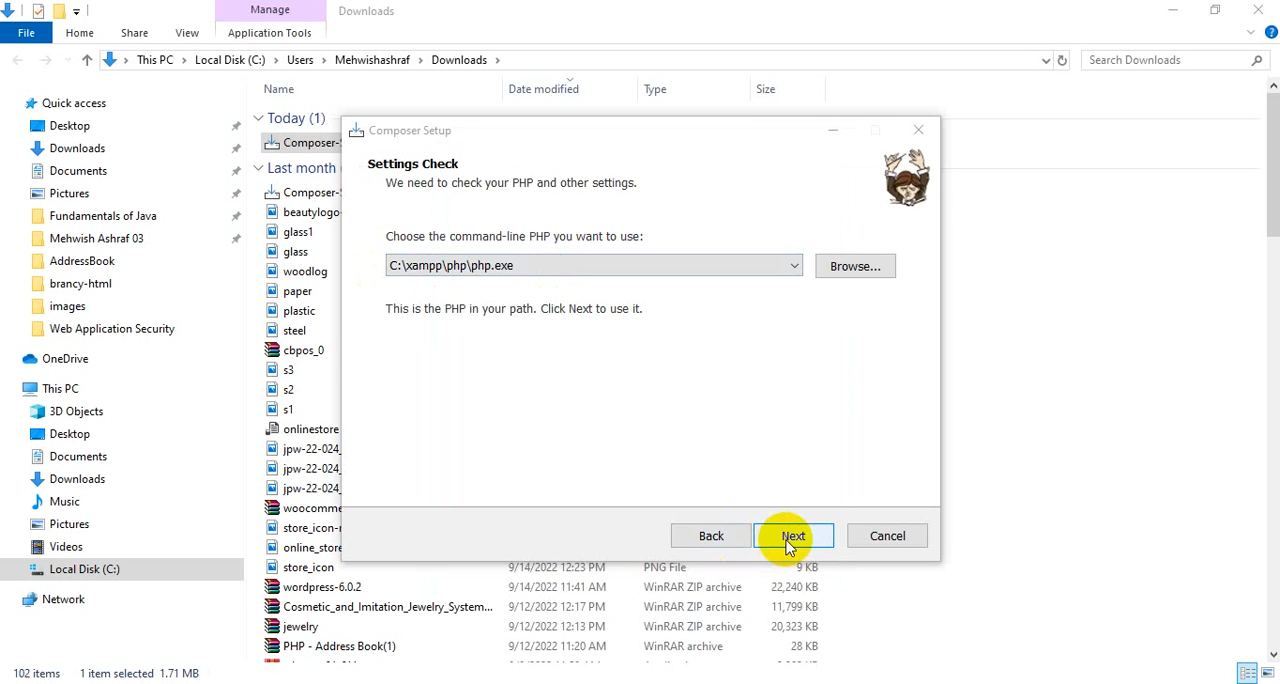 Manage
Downloads
File
Home
Share
View
Application Tools
This PC > Local Disk (C:) > Users > Mehwishashraf > Downloads >
Search Downloads
Name
Date modified
Type
Size
Quick access
Desktop
Downloads
Documents
Pictures
Fundamentals of Java
Mehwish Ashraf 03
AddressBook
brancy-html
images
Web Application Security
OneDrive
This PC
3D Objects
Desktop
Documents
Downloads
Music
Pictures
Videos
Local Disk (C:)
Network
Today (1)
Composer-S
Last month
Composer-S
beautylogo-
glass1
glass
woodlog
paper
plastic
steel
cbpos_0
s3
s2
s1
onlinestore
jpw-22-024_
jpw-22-024_
jpw-22-024_
woocomme
store_icon-r
online_store
store_icon 9/14/2022 12:23 PM PNG File 9 KB
wordpress-6.0.2 9/14/2022 11:41 AM WinRAR ZIP archive 22,240 KB
Cosmetic_and_Imitation_Jewelry_System... 9/12/2022 12:17 PM WinRAR ZIP archive 11,799 KB
jewelry 9/12/2022 12:13 PM WinRAR ZIP archive 20,323 KB
PHP - Address Book(1) 9/12/2022 11:20 AM WinRAR archive 28 KB
Composer Setup
Settings Check
We need to check your PHP and other settings.
Choose the command-line PHP you want to use:
C:\xampp\php\php.exe
Browse...
This is the PHP in your path. Click Next to use it.
Back
Next
Cancel
102 items
1 item selected 1.71 MB